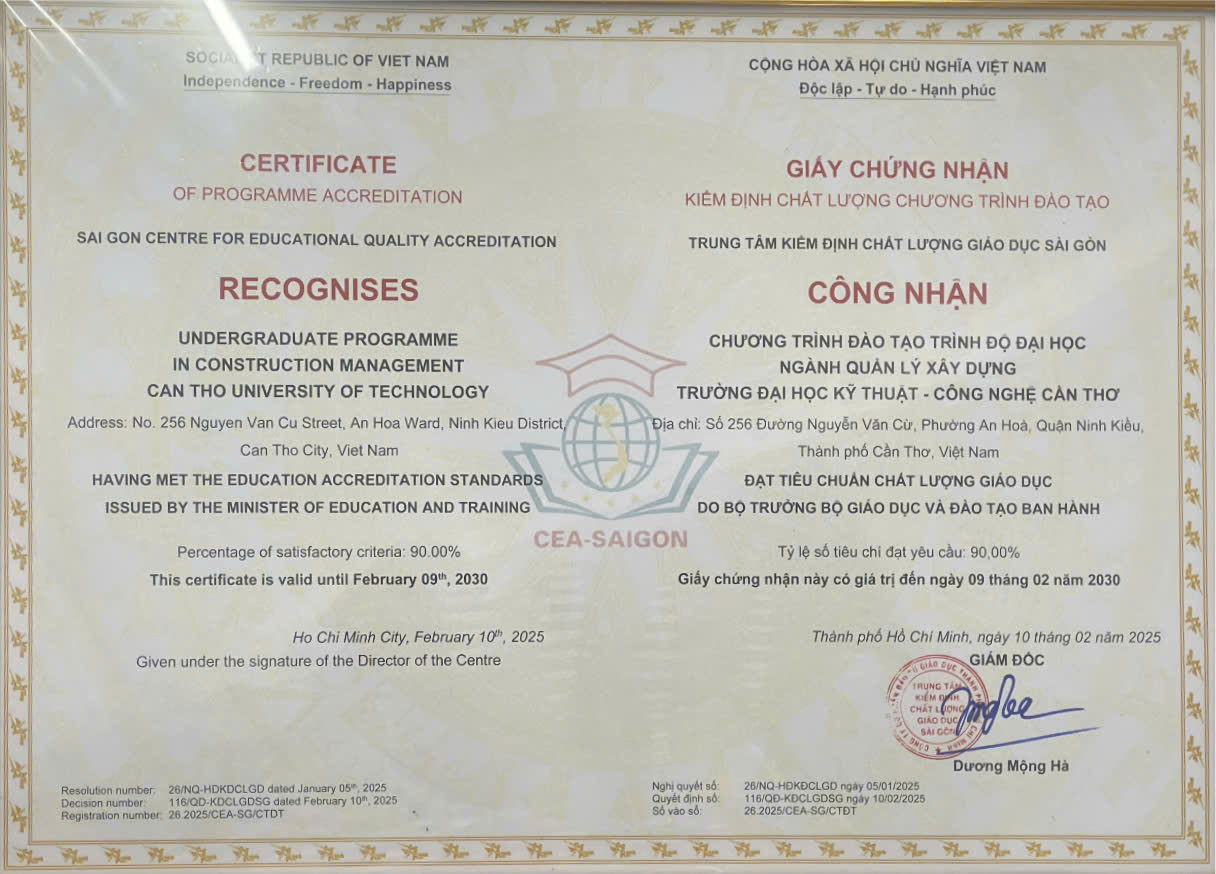 SOCIALIST REPUBLIC OF VIET NAM
Independence - Freedom - Happiness
CERTIFICATE
OF PROGRAMME ACCREDITATION
SAI GON CENTRE FOR EDUCATIONAL QUALITY ACCREDITATION
RECOGNISES
UNDERGRADUATE PROGRAMME
IN CONSTRUCTION MANAGEMENT
CAN THO UNIVERSITY OF TECHNOLOGY
Address: No. 256 Nguyen Van Cu Street, An Hoa Ward, Ninh Kieu District,
Can Tho City, Viet Nam
HAVING MET THE EDUCATION ACCREDITATION STANDARDS
ISSUED BY THE MINISTER OF EDUCATION AND TRAINING
Percentage of satisfactory criteria: 90.00%
This certificate is valid until February 09th, 2030
Ho Chi Minh City, February 10th, 2025
Given under the signature of the Director of the Centre
Resolution number: 26/NQ-HDKDCLGD dated January 05th, 2025
Decision number: 116/QD-KDCLGDSG dated February 10th, 2025
Registration number: 26.2025/CEA-SG/CTDT
CEA-SAIGON
CỘNG HÒA XÃ HỘI CHỦ NGHĨA VIỆT NAM
Độc lập - Tự do - Hạnh phúc
GIẤY CHỨNG NHẬN
KIỂM ĐỊNH CHẤT LƯỢNG CHƯƠNG TRÌNH ĐÀO TẠO
TRUNG TÂM KIỂM ĐỊNH CHẤT LƯỢNG GIÁO DỤC SÀI GÒN
CÔNG NHẬN
CHƯƠNG TRÌNH ĐÀO TẠO TRÌNH ĐỘ ĐẠI HỌC
NGÀNH QUẢN LÝ XÂY DỰNG
TRƯỜNG ĐẠI HỌC KỸ THUẬT - CÔNG NGHỆ CẦN THƠ
Địa chỉ: Số 256 Đường Nguyễn Văn Cừ, Phường An Hoà, Quận Ninh Kiều,
Thành phố Cần Thơ, Việt Nam
ĐẠT TIÊU CHUẨN CHẤT LƯỢNG GIÁO DỤC
DO BỘ TRƯỞNG BỘ GIÁO DỤC VÀ ĐÀO TẠO BAN HÀNH
Tỷ lệ số tiêu chí đạt yêu cầu: 90,00%
Giấy chứng nhận này có giá trị đến ngày 09 tháng 02 năm 2030
Thành phố Hồ Chí Minh, ngày 10 tháng 02 năm 2025
GIÁM ĐỐC
TRUNG TÂM
KIỂM ĐỊNH
CHẤT LƯỢNG
GIÁO DỤC
SÀI GÒN
Dương Mộng Hà
Nghị quyết số: 26/NQ-HDKĐCLGD ngày 05/01/2025
Quyết định số: 116/QĐ-KĐCLGDSG ngày 10/02/2025
Số vào sổ: 26.2025/CEA-SG/CTĐT